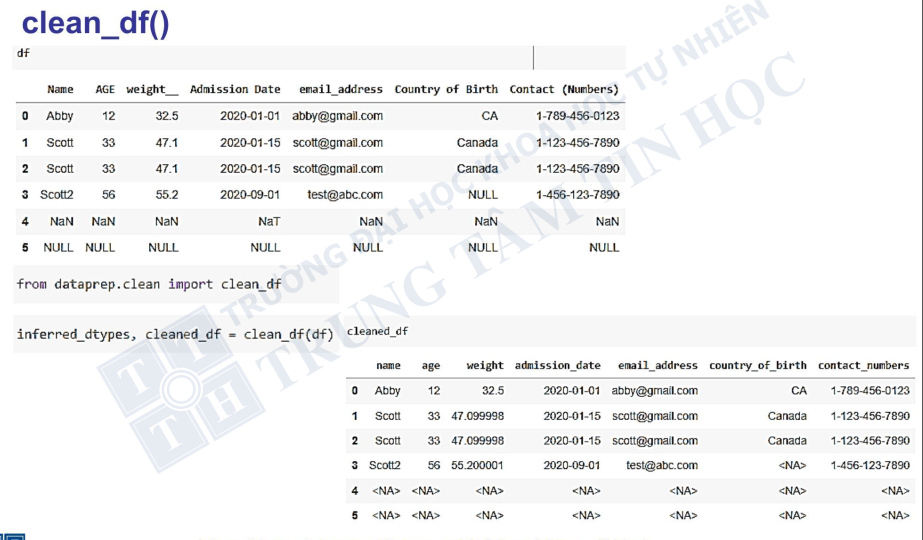 clean_df()
df
Name AGE weight__ Admission Date email_address Country of Birth Contact (Numbers)
0 Abby 12 32.5 2020-01-01 abby@gmail.com CA 1-789-456-0123
1 Scott 33 47.1 2020-01-15 scott@gmail.com Canada 1-123-456-7890
2 Scott 33 47.1 2020-01-15 scott@gmail.com Canada 1-123-456-7890
3 Scott2 56 55.2 2020-09-01 test@abc.com NULL 1-456-123-7890
4 NaN NaN NaN NaT NaN NaN NaN
5 NULL NULL NULL NULL NULL NULL NULL
from dataprep.clean import clean_df
inferred_dtypes, cleaned_df = clean_df(df)
cleaned_df
name age weight admission_date email_address country_of_birth contact_numbers
0 Abby 12 32.5 2020-01-01 abby@gmail.com CA 1-789-456-0123
1 Scott 33 47.099998 2020-01-15 scott@gmail.com Canada 1-123-456-7890
2 Scott 33 47.099998 2020-01-15 scott@gmail.com Canada 1-123-456-7890
3 Scott2 56 55.200001 2020-09-01 test@abc.com <NA> 1-456-123-7890
4 <NA> <NA> <NA> <NA> <NA> <NA> <NA>
5 <NA> <NA> <NA> <NA> <NA> <NA> <NA>
TRƯỜNG ĐẠI HỌC KHOA HỌC TỰ NHIÊN
TRUNG TÂM TIN HỌC
T T
T H